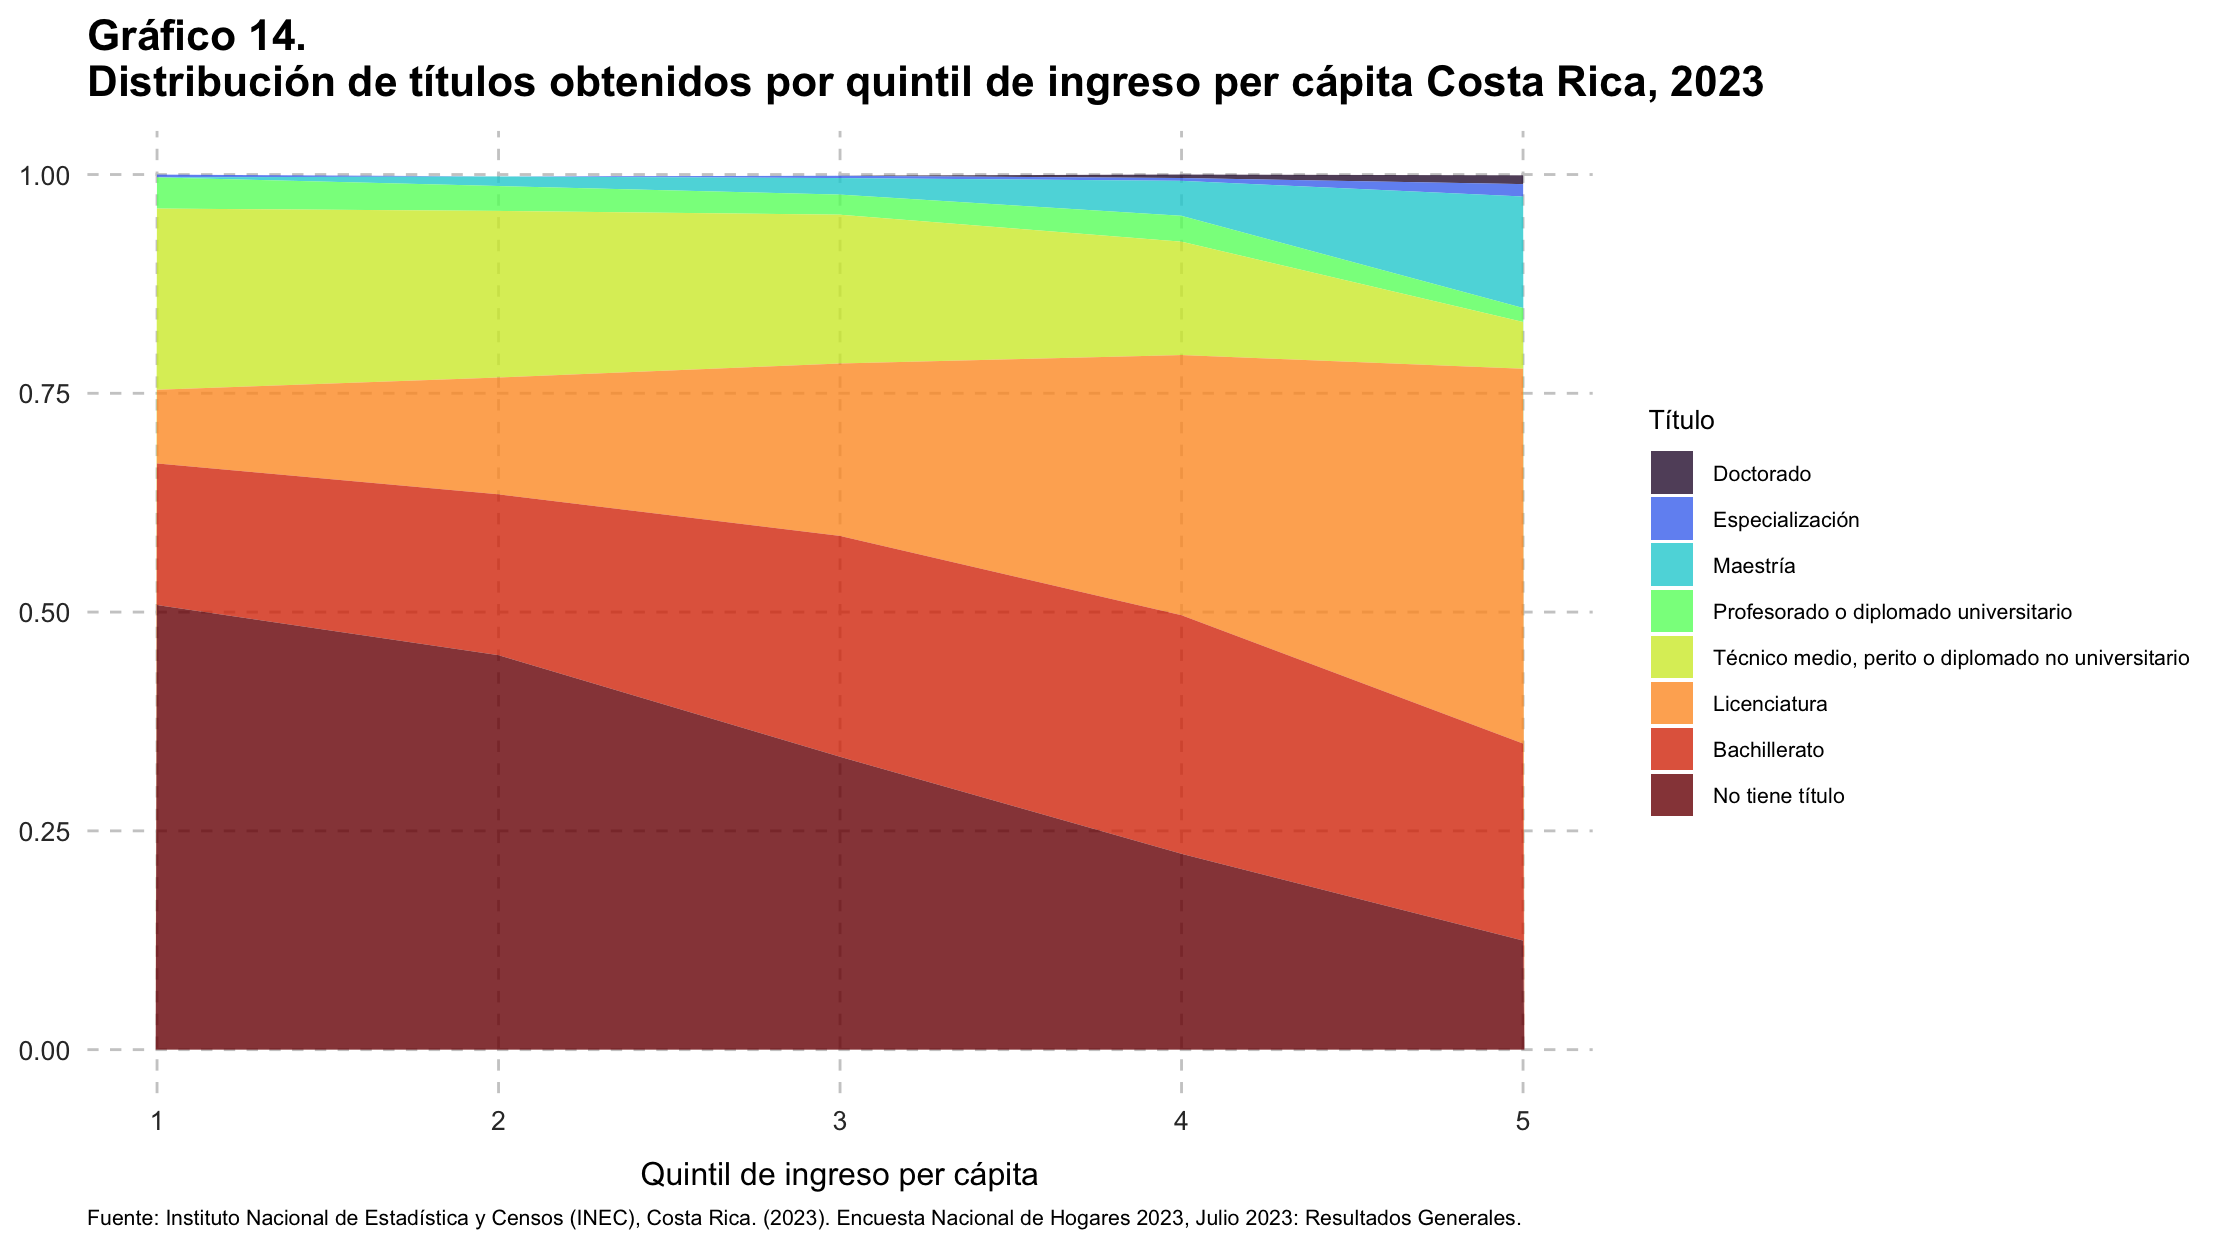 Gráfico 14.
Distribución de títulos obtenidos por quintil de ingreso per cápita Costa Rica, 2023
1.00
0.75
0.50
0.25
0.00
1 2 3 4 5
Quintil de ingreso per cápita
Título
Doctorado
Especialización
Maestría
Profesorado o diplomado universitario
Técnico medio, perito o diplomado no universitario
Licenciatura
Bachillerato
No tiene título
Fuente: Instituto Nacional de Estadística y Censos (INEC), Costa Rica. (2023). Encuesta Nacional de Hogares 2023, Julio 2023: Resultados Generales.